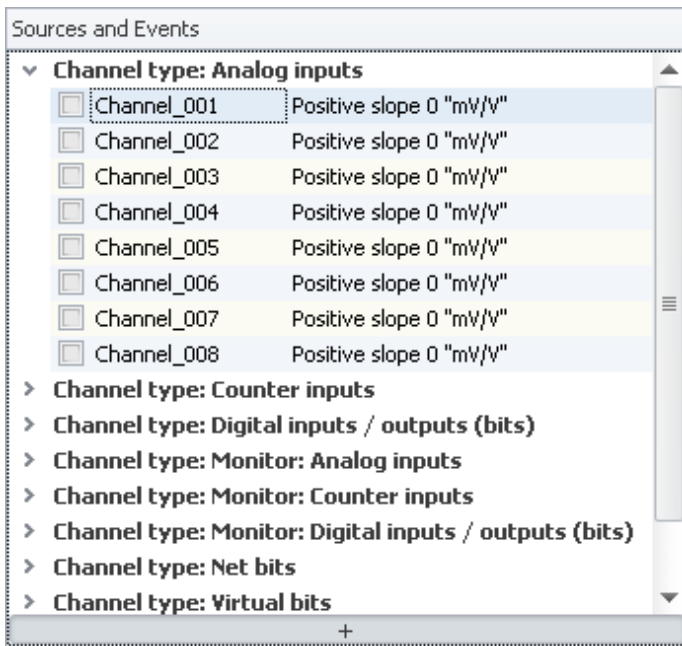 Sources and Events
Channel type: Analog inputs
Channel_001 Positive slope 0 "mV/V"
Channel_002 Positive slope 0 "mV/V"
Channel_003 Positive slope 0 "mV/V"
Channel_004 Positive slope 0 "mV/V"
Channel_005 Positive slope 0 "mV/V"
Channel_006 Positive slope 0 "mV/V"
Channel_007 Positive slope 0 "mV/V"
Channel_008 Positive slope 0 "mV/V"
Channel type: Counter inputs
Channel type: Digital inputs / outputs (bits)
Channel type: Monitor: Analog inputs
Channel type: Monitor: Counter inputs
Channel type: Monitor: Digital inputs / outputs (bits)
Channel type: Net bits
Channel type: Virtual bits
+